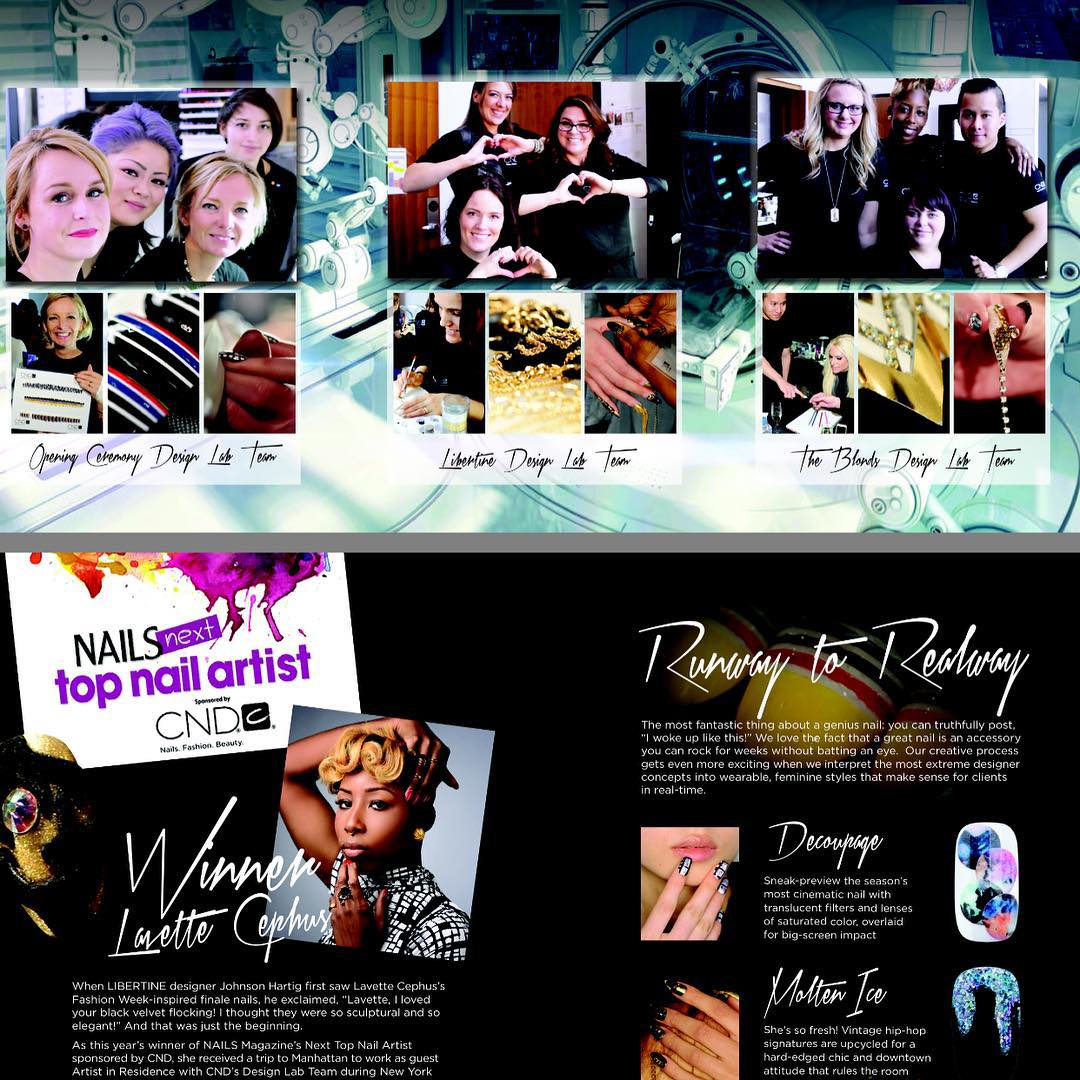 Opening Ceremony Design Lab Team
Libertine Design Lab Team
The Blonds Design Lab Team
NAILS next
top nail artist
Sponsored by
CND
Nails. Fashion. Beauty.
Winner
Lavette Cephus
When LIBERTINE designer Johnson Hartig first saw Lavette Cephus's
Fashion Week-inspired finale nails, he exclaimed, “Lavette, I loved
your black velvet flocking! I thought they were so sculptural and so
elegant!” And that was just the beginning.
As this year's winner of NAILS Magazine's Next Top Nail Artist
sponsored by CND, she received a trip to Manhattan to work as guest
Artist in Residence with CND's Design Lab Team during New York
Runway to Realway
The most fantastic thing about a genius nail: you can truthfully post,
“I woke up like this!” We love the fact that a great nail is an accessory
you can rock for weeks without batting an eye. Our creative process
gets even more exciting when we interpret the most extreme designer
concepts into wearable, feminine styles that make sense for clients
in real-time.
Decoupage
Sneak-preview the season's
most cinematic nail with
translucent filters and lenses
of saturated color, overlaid
for big-screen impact
Molten Ice
She's so fresh! Vintage hip-hop
signatures are upcycled for a
hard-edged chic and downtown
attitude that rules the room